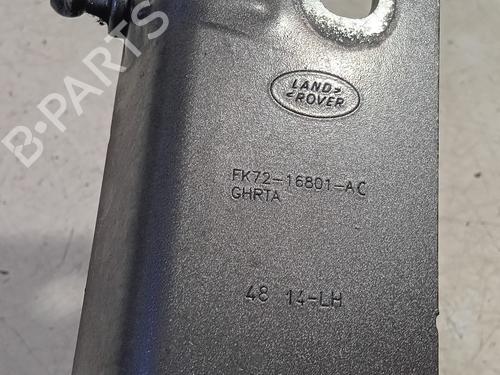 LAND
ROVER
FK72-16801-AC
GHRTA
48 14-LH
B-PARTS